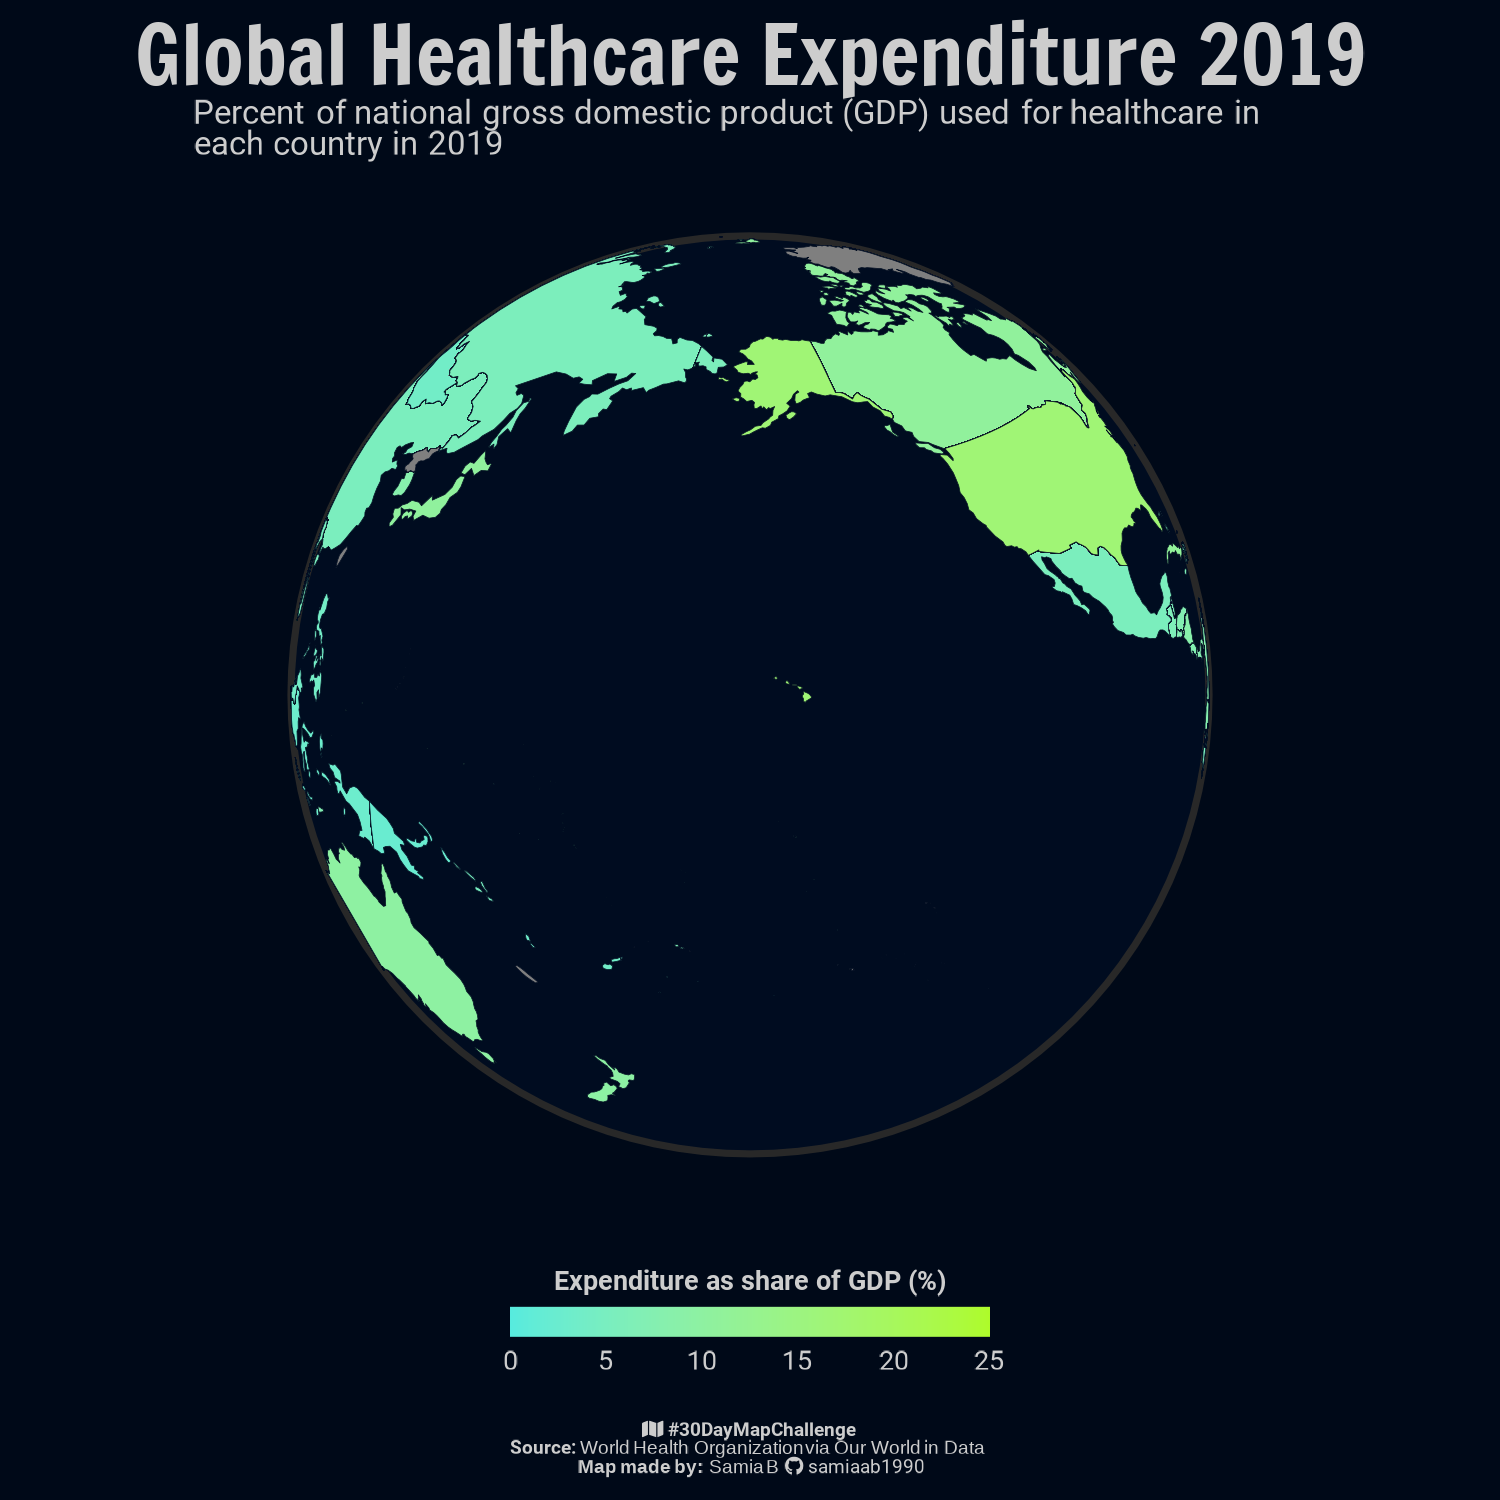 Global Healthcare Expenditure 2019
Percent of national gross domestic product (GDP) used for healthcare in
each country in 2019
Expenditure as share of GDP (%)
0 5 10 15 20 25
#30DayMapChallenge
Source: World Health Organization via Our World in Data
Map made by: Samia B samiaab1990